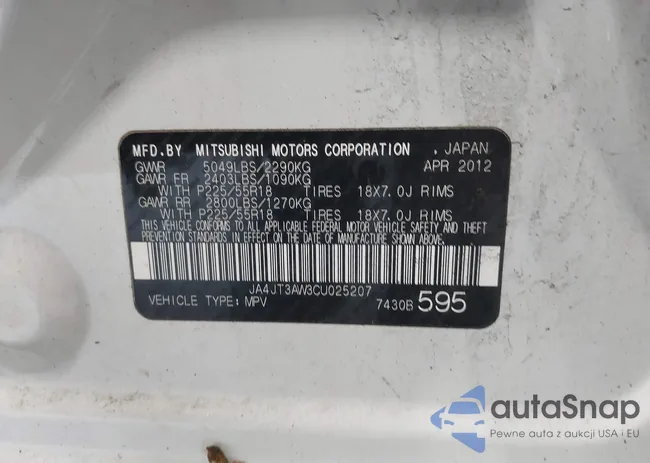 MFD.BY MITSUBISHI MOTORS CORPORATION , JAPAN
GVWR 5049LBS/2290KG APR 2012
GAWR FR 2403LBS/1090KG
WITH P225/55R18 TIRES 18X7.0J RIMS
GAWR RR 2800LBS/1270KG
WITH P225/55R18 TIRES 18X7.0J RIMS
THIS VEHICLE CONFORMS TO ALL APPLICABLE FEDERAL MOTOR VEHICLE SAFETY AND
THEFT PREVENTION STANDARDS IN EFFECT ON THE DATE OF MANUFACTURE SHOWN ABOVE.
JA4JT3AW3CU025207
VEHICLE TYPE: MPV 7430B 595
autoSnap
Pewne auta z aukcji USA i EU